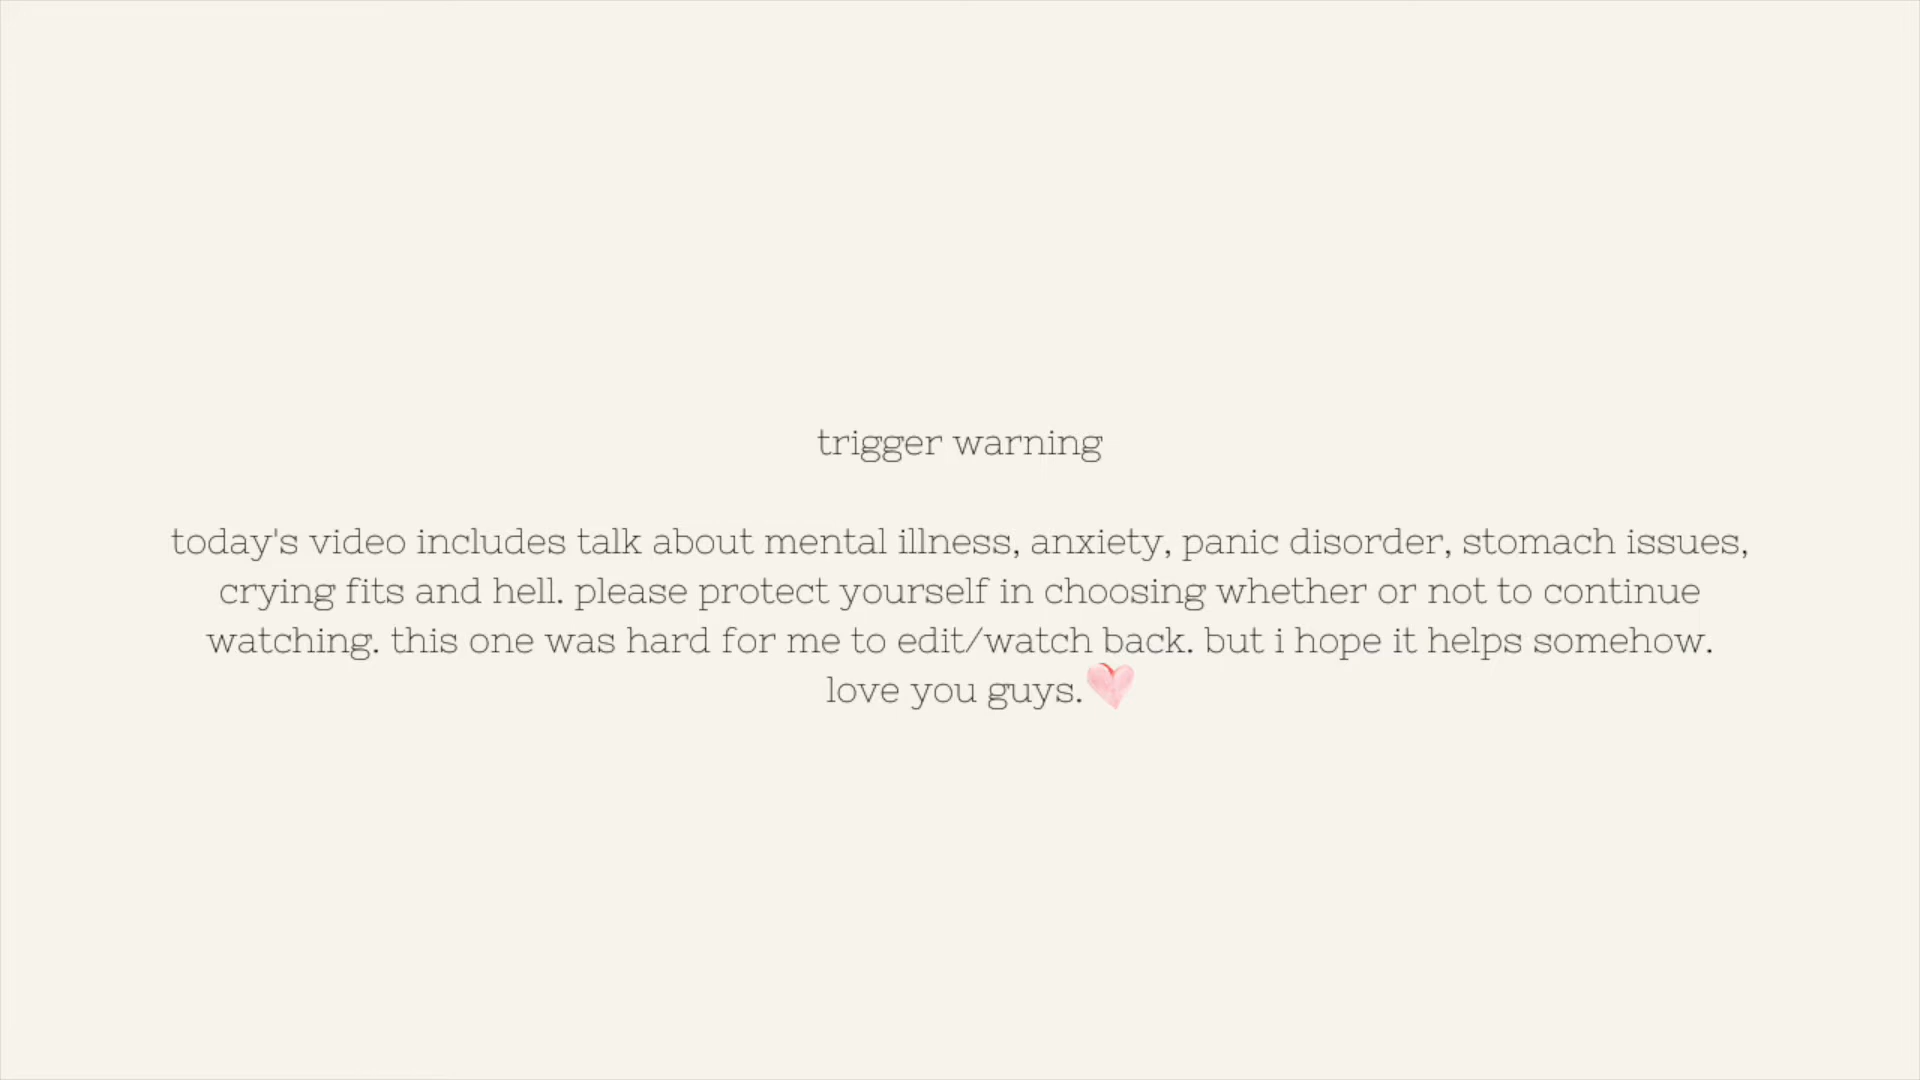 trigger warning
today's video includes talk about mental illness, anxiety, panic disorder, stomach issues,
crying fits and hell. please protect yourself in choosing whether or not to continue
watching. this one was hard for me to edit/watch back. but i hope it helps somehow.
love you guys.